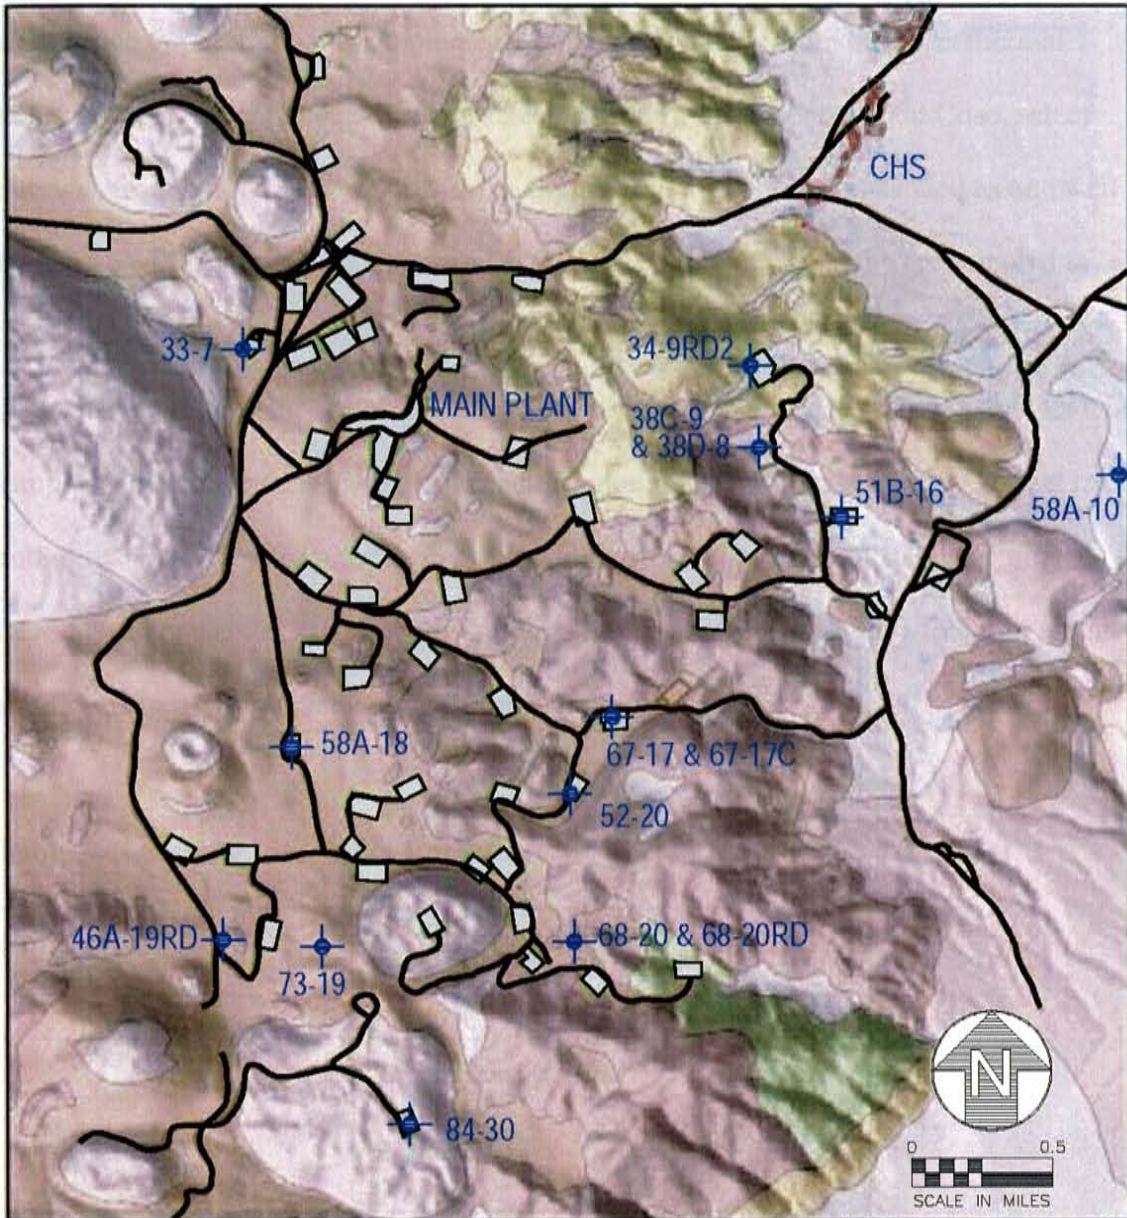 CHS
33-7
34-9RD2
MAIN PLANT
38C-9
& 38D-8
51B-16
58A-10
58A-18
67-17 & 67-17C
52-20
46A-19RD
68-20 & 68-20RD
73-19
N
84-30
0 0.5
SCALE IN MILES